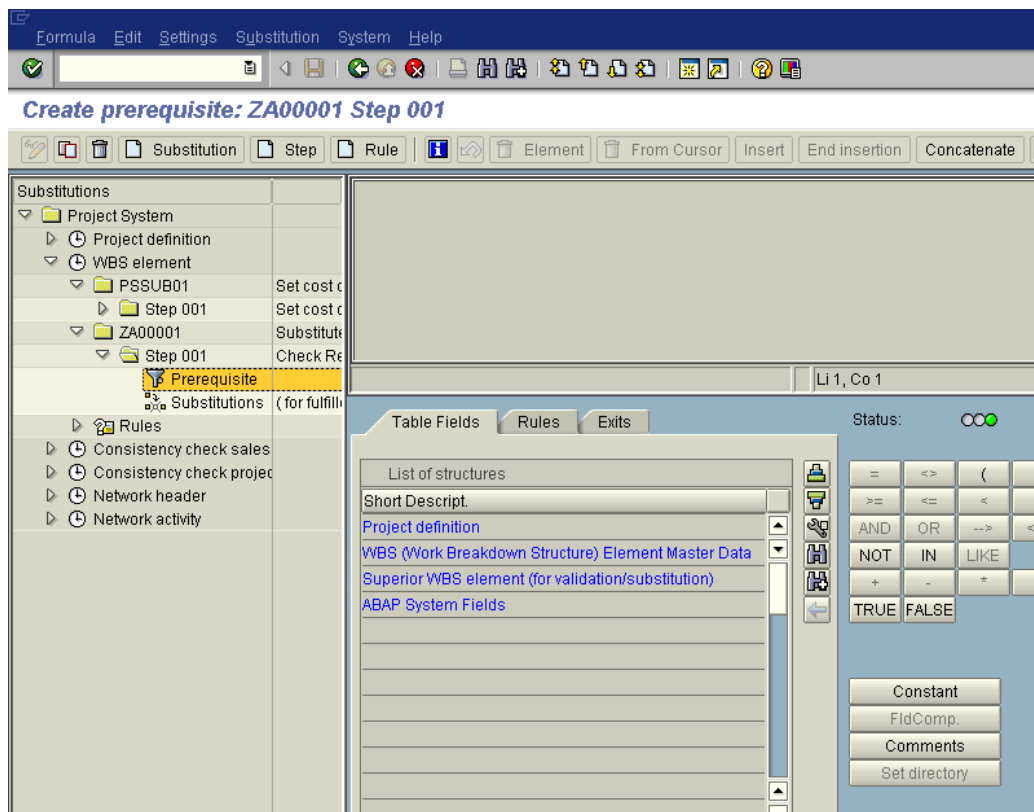 Formula Edit Settings Substitution System Help
Create prerequisite: ZA00001 Step 001
Substitution Step Rule Element From Cursor Insert End insertion Concatenate
Substitutions
Project System
Project definition
WBS element
PSSUB01 Set cost c
Step 001 Set cost c
ZA00001 Substitute
Step 001 Check Re
Prerequisite
Substitutions ( for fulfill
Rules
Consistency check sales
Consistency check projec
Network header
Network activity
Li 1, Co 1
Table Fields Rules Exits
Status:
List of structures
Short Descript.
Project definition
WBS (Work Breakdown Structure) Element Master Data
Superior WBS element (for validation/substitution)
ABAP System Fields
= <> (
>= <= <
AND OR --> <
NOT IN LIKE
+ - *
TRUE FALSE
Constant
FldComp.
Comments
Set directory